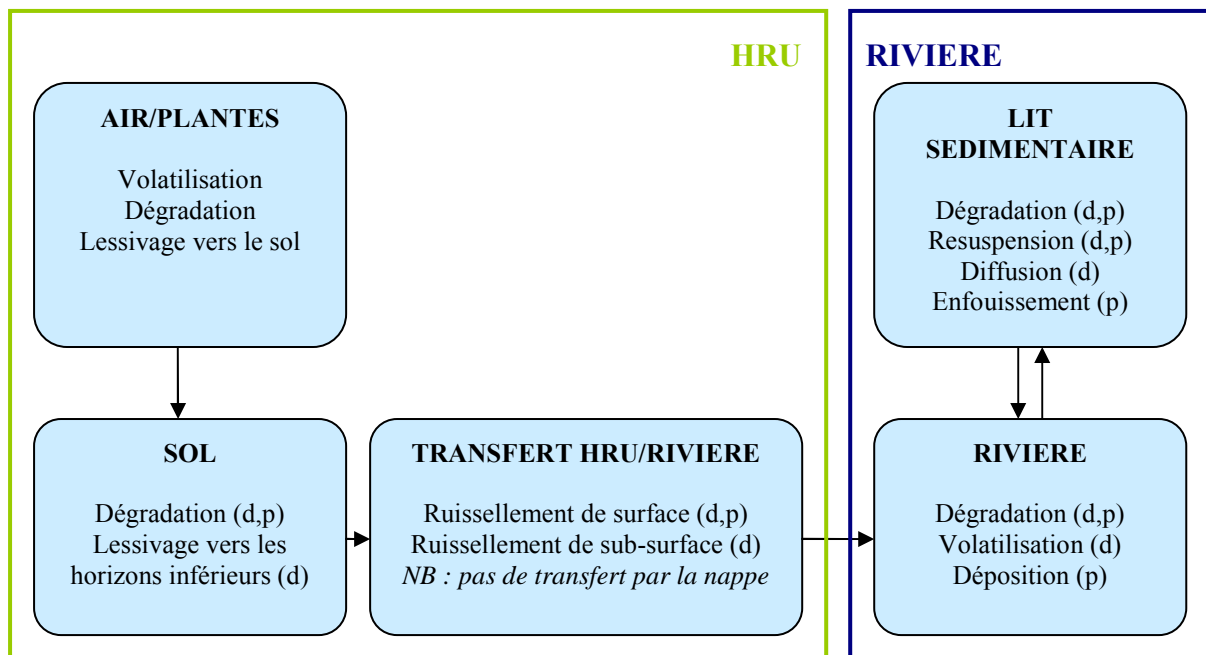 HRU
AIR/PLANTES
Volatilisation
Dégradation
Lessivage vers le sol
SOL
Dégradation (d,p)
Lessivage vers les
horizons inférieurs (d)
TRANSFERT HRU/RIVIERE
Ruissellement de surface (d,p)
Ruissellement de sub-surface (d)
NB : pas de transfert par la nappe
RIVIERE
LIT
SEDIMENTAIRE
Dégradation (d,p)
Resuspension (d,p)
Diffusion (d)
Enfouissement (p)
RIVIERE
Dégradation (d,p)
Volatilisation (d)
Déposition (p)